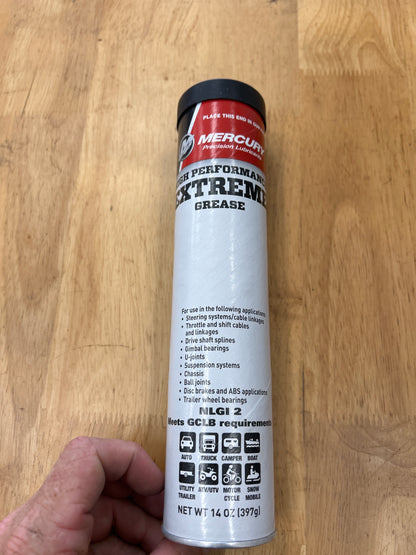 PLACE THIS END IN
MERCURY
Precision Lubricants
PERFORMANCE
EXTREME
GREASE
For use in the following applications
• Steering systems/cable linkages
• Throttle and shift cables
and linkages
• Drive shaft splines
• Gimbal bearings
• U-joints
• Suspension systems
• Chassis
• Ball joints
• Disc brakes and ABS applications
• Trailer wheel bearings
NLGI 2
Meets GCLB requirements
AUTO TRUCK CAMPER BOAT
UTILITY TRAILER ATV/UTV MOTOR CYCLE SNOW MOBILE
NET WT 14 OZ (397g)